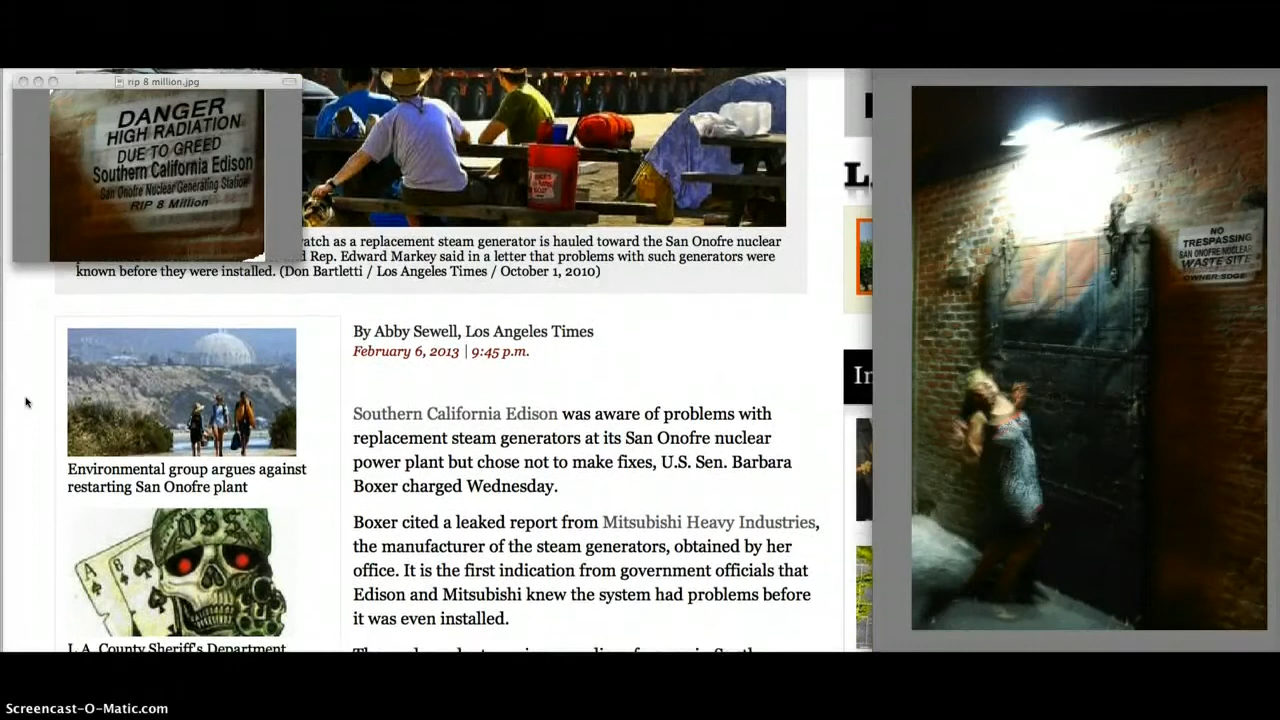 rip 8 million.jpg
DANGER
HIGH RADIATION
DUE TO GREED
Southern California Edison
San Onofre Nuclear Generating Station
RIP 8 Million
as a replacement steam generator is hauled toward the San Onofre nuclear
Rep. Edward Markey said in a letter that problems with such generators were
known before they were installed. (Don Bartletti / Los Angeles Times / October 1, 2010)
Environmental group argues against
restarting San Onofre plant
OSS
A
L.A. County Sheriff's Department
By Abby Sewell, Los Angeles Times
February 6, 2013 | 9:45 p.m.
Southern California Edison was aware of problems with
replacement steam generators at its San Onofre nuclear
power plant but chose not to make fixes, U.S. Sen. Barbara
Boxer charged Wednesday.
Boxer cited a leaked report from Mitsubishi Heavy Industries,
the manufacturer of the steam generators, obtained by her
office. It is the first indication from government officials that
Edison and Mitsubishi knew the system had problems before
it was even installed.
L.
In
NO
TRESPASSING
SAN ONOFRE NUCLEAR
WASTE SITE
OWNER SDGE
Screencast-O-Matic.com